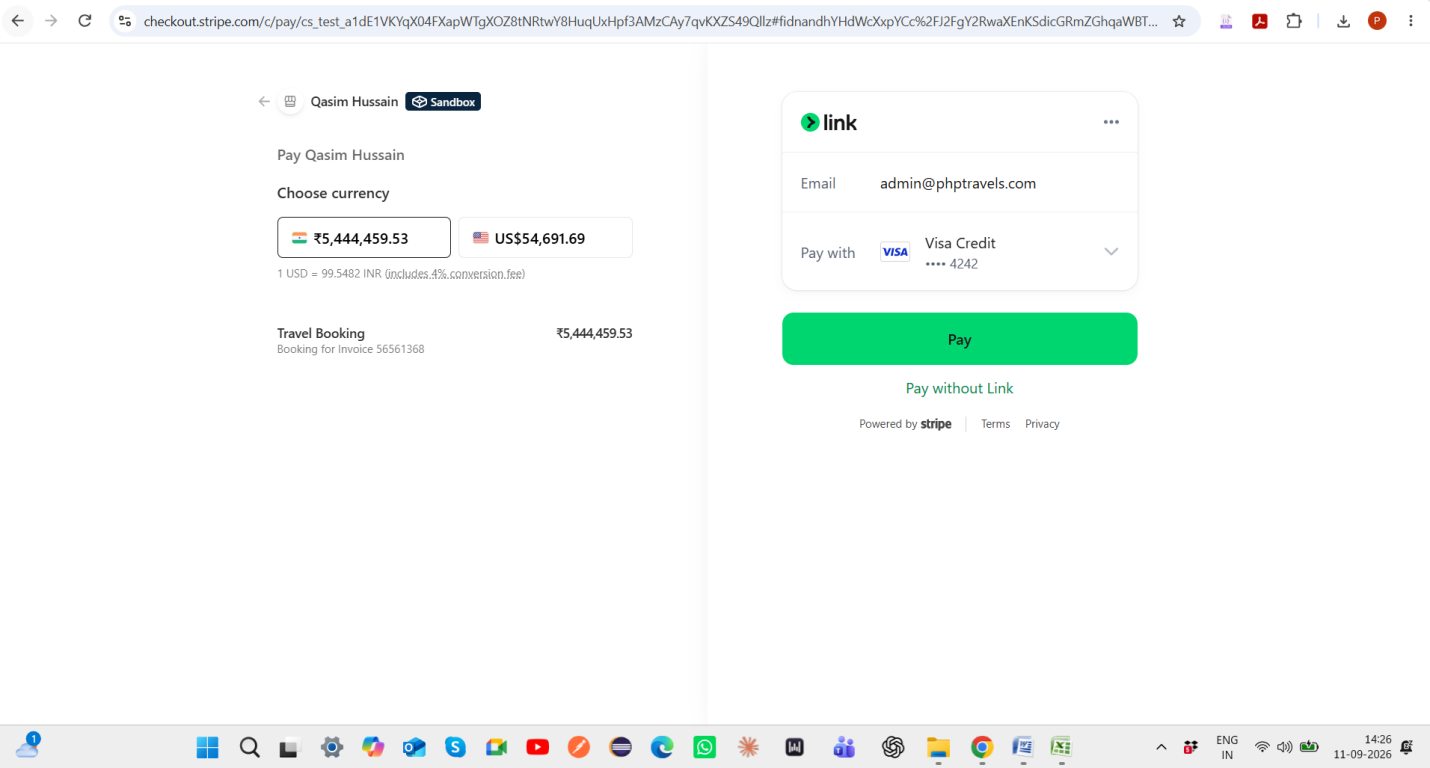 checkout.stripe.com/c/pay/cs_test_a1dE1VKYqX04FXapWTgXOZ8tNRtwY8HuqUxHpf3AMzCAy7qvKXZS49Qllz#fidnandhYHdWcXxpYCc%2FJ2FgY2RwaXEnKSdicGRmZGhqaWBT...
P
Qasim Hussain Sandbox
Pay Qasim Hussain
Choose currency
₹5,444,459.53 US$54,691.69
1 USD = 99.5482 INR (includes 4% conversion fee)
Travel Booking ₹5,444,459.53
Booking for Invoice 56561368
link
Email admin@phptravels.com
Pay with VISA Visa Credit
•••• 4242
Pay
Pay without Link
Powered by stripe Terms Privacy
1
ENG
IN
14:26
11-09-2026